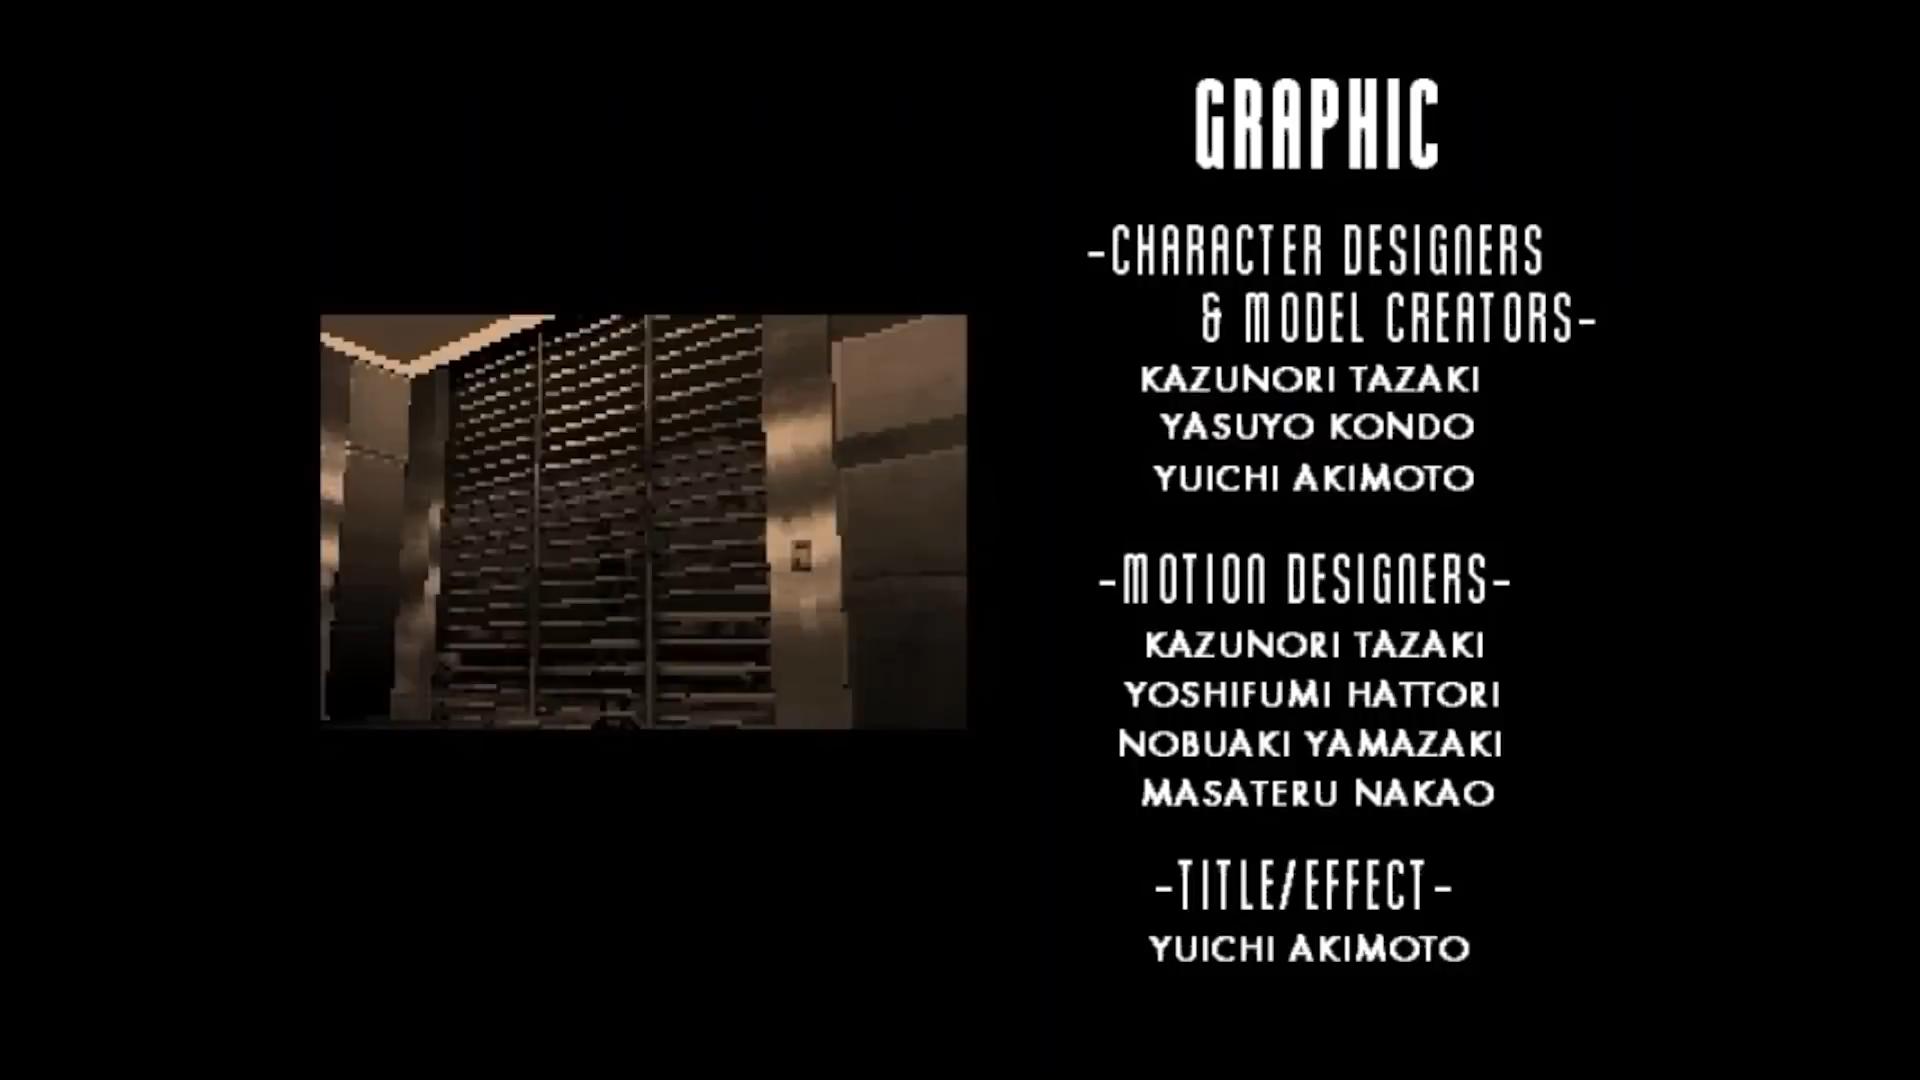 GRAPHIC
-CHARACTER DESIGNERS
& MODEL CREATORS-
KAZUNORI TAZAKI
YASUYO KONDO
YUICHI AKIMOTO
-MOTION DESIGNERS-
KAZUNORI TAZAKI
YOSHIFUMI HATTORI
NOBUAKI YAMAZAKI
MASATERU NAKAO
-TITLE/EFFECT-
YUICHI AKIMOTO